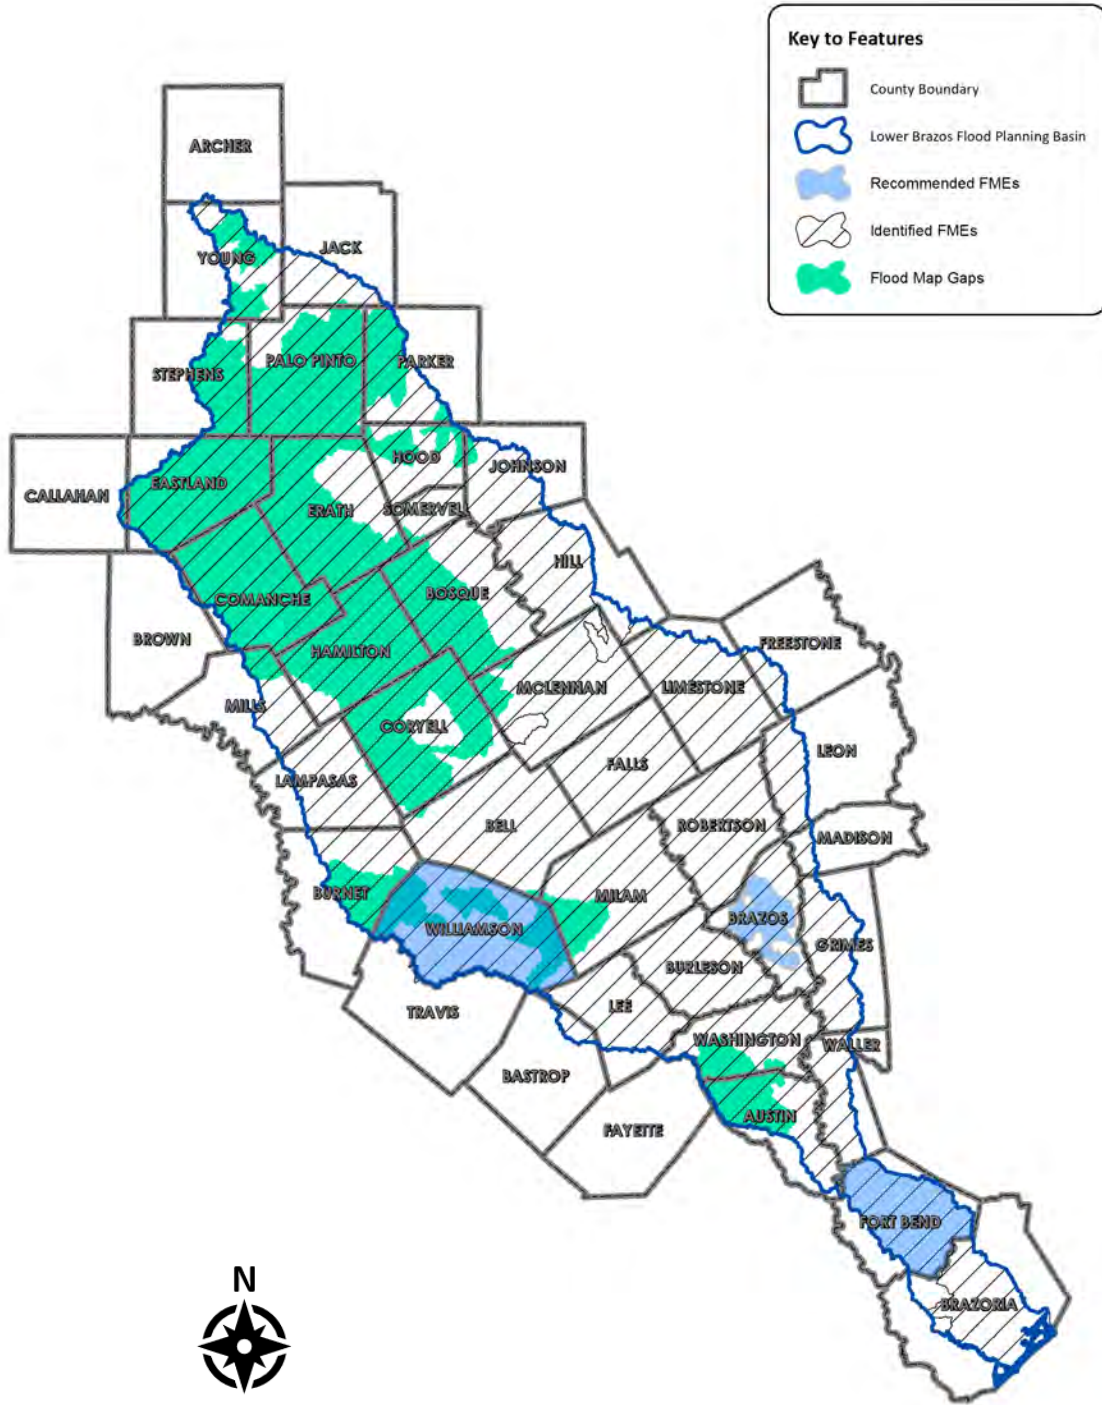 Key to Features
County Boundary
Lower Brazos Flood Planning Basin
Recommended FMEs
Identified FMEs
Flood Map Gaps
ARCHER
YOUNG
JACK
STEPHENS
PALO PINTO
PARKER
CALLAHAN
EASTLAND
HOOD
JOHNSON
ERATH
SOMERVELL
HILL
COMANCHE
BOSQUE
BROWN
HAMILTON
FREESTONE
MILLS
MCLENNAN
LIMESTONE
CORYELL
LEON
LAMPASAS
FALLS
BELL
ROBERTSON
MADISON
BURNET
MILAM
WILLIAMSON
BRAZOS
GRIMES
BURLESON
TRAVIS
LEE
WASHINGTON
WALLER
BASTROP
AUSTIN
FAYETTE
FORT BEND
BRAZORIA
N